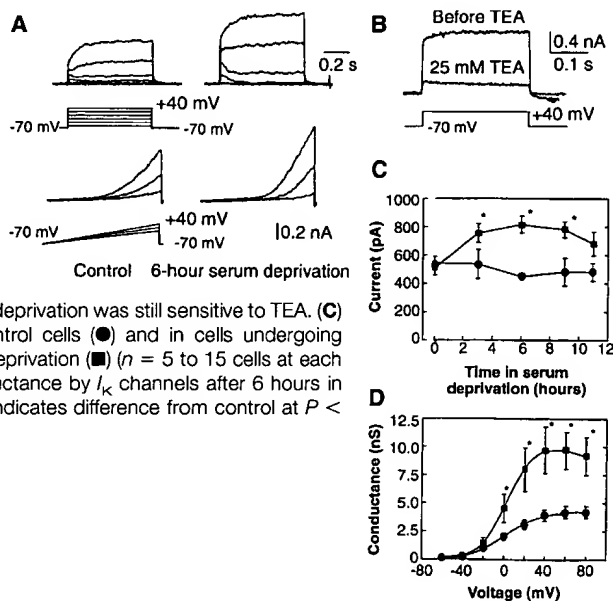 A
0.2 s
+40 mV
-70 mV
-70 mV
+40 mV
-70 mV
-70 mV
0.2 nA
Control 6-hour serum deprivation
B
Before TEA
0.4 nA
0.1 s
25 mM TEA
+40 mV
-70 mV
deprivation was still sensitive to TEA. (C)
ntrol cells (●) and in cells undergoing
eprivation (■) (n = 5 to 15 cells at each
ectance by IK channels after 6 hours in
ndicates difference from control at P <
C
1000
800
600
400
200
0
Current (pA)
* * *
0 2 4 6 8 10 12
Time in serum
deprivation (hours)
D
12.5
10.0
7.5
5.0
2.5
0
Conductance (nS)
* * * * *
-80 -40 0 40 80
Voltage (mV)